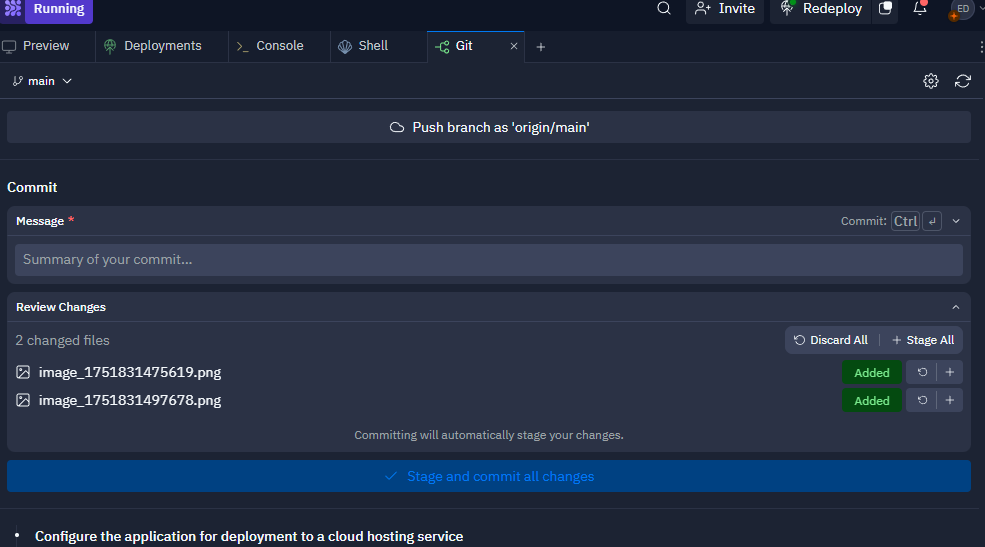 Running
Invite
Redeploy
ED
Preview
Deployments
Console
Shell
Git
main
Push branch as 'origin/main'
Commit
Message *
Commit: Ctrl ↵
Summary of your commit...
Review Changes
2 changed files
Discard All
Stage All
image_1751831475619.png
Added
image_1751831497678.png
Added
Committing will automatically stage your changes.
Stage and commit all changes
• Configure the application for deployment to a cloud hosting service